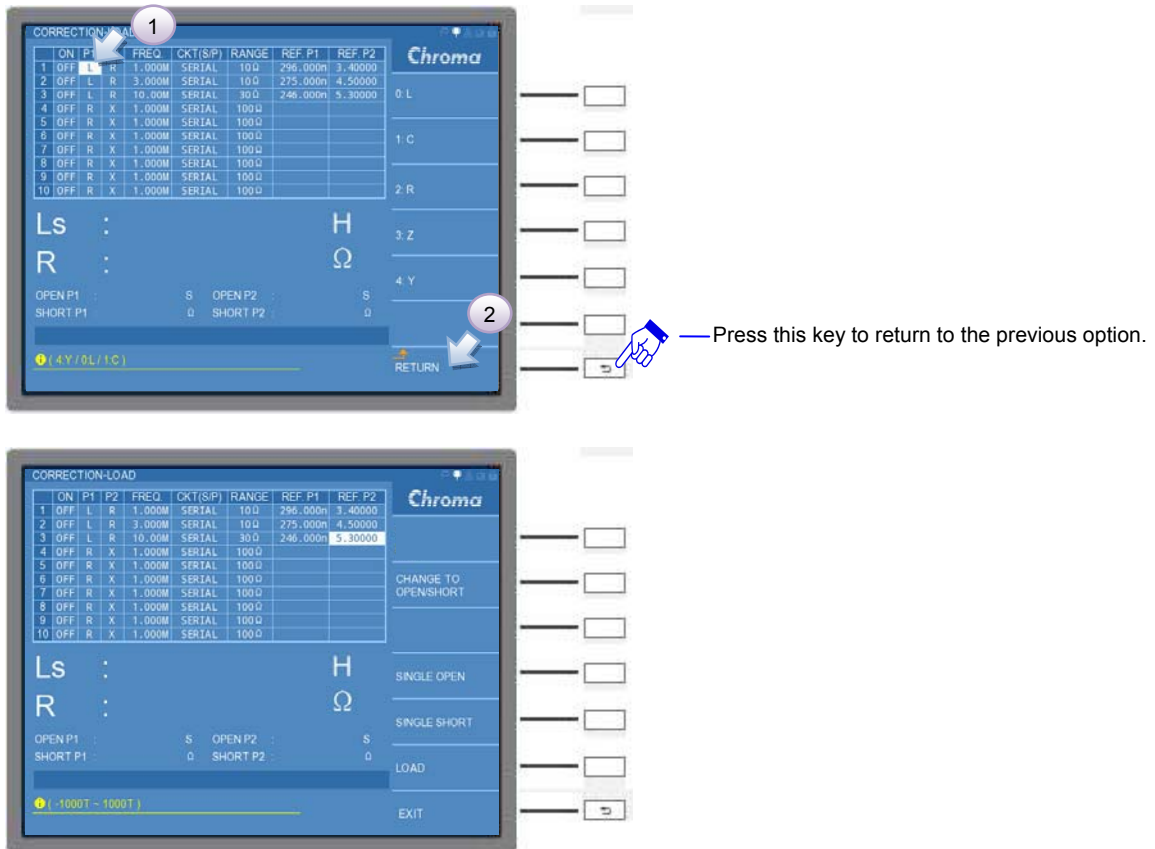 CORRECTION-LOAD
1
ON P1 FREQ. CKT(S/P) RANGE REF. P1 REF. P2
1 OFF L R 1.000M SERIAL 10Ω 296.000n 3.40000
2 OFF L R 3.000M SERIAL 10Ω 275.000n 4.50000
3 OFF L R 10.00M SERIAL 30Ω 246.000n 5.30000
4 OFF R X 1.000M SERIAL 100Ω
5 OFF R X 1.000M SERIAL 100Ω
6 OFF R X 1.000M SERIAL 100Ω
7 OFF R X 1.000M SERIAL 100Ω
8 OFF R X 1.000M SERIAL 100Ω
9 OFF R X 1.000M SERIAL 100Ω
10 OFF R X 1.000M SERIAL 100Ω
Ls : H
R : Ω
OPEN P1 : S OPEN P2 : S
SHORT P1 : Ω SHORT P2 : Ω
( 4:Y / 0:L / 1:C )
Chroma
0: L
1: C
2: R
3: Z
4: Y
2
RETURN
Press this key to return to the previous option.
CORRECTION-LOAD
ON P1 P2 FREQ. CKT(S/P) RANGE REF. P1 REF. P2
1 OFF L R 1.000M SERIAL 10Ω 296.000n 3.40000
2 OFF L R 3.000M SERIAL 10Ω 275.000n 4.50000
3 OFF L R 10.00M SERIAL 30Ω 246.000n 5.30000
4 OFF R X 1.000M SERIAL 100Ω
5 OFF R X 1.000M SERIAL 100Ω
6 OFF R X 1.000M SERIAL 100Ω
7 OFF R X 1.000M SERIAL 100Ω
8 OFF R X 1.000M SERIAL 100Ω
9 OFF R X 1.000M SERIAL 100Ω
10 OFF R X 1.000M SERIAL 100Ω
Ls : H
R : Ω
OPEN P1 : S OPEN P2 : S
SHORT P1 : Ω SHORT P2 : Ω
( -1000T ~ 1000T )
Chroma
CHANGE TO
OPEN/SHORT
SINGLE OPEN
SINGLE SHORT
LOAD
EXIT